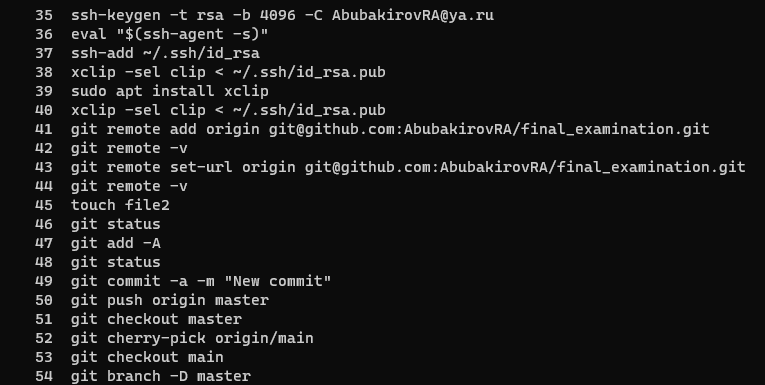 35 ssh-keygen -t rsa -b 4096 -C AbubakirovRA@ya.ru
36 eval "$(ssh-agent -s)"
37 ssh-add ~/.ssh/id_rsa
38 xclip -sel clip < ~/.ssh/id_rsa.pub
39 sudo apt install xclip
40 xclip -sel clip < ~/.ssh/id_rsa.pub
41 git remote add origin git@github.com:AbubakirovRA/final_examination.git
42 git remote -v
43 git remote set-url origin git@github.com:AbubakirovRA/final_examination.git
44 git remote -v
45 touch file2
46 git status
47 git add -A
48 git status
49 git commit -a -m "New commit"
50 git push origin master
51 git checkout master
52 git cherry-pick origin/main
53 git checkout main
54 git branch -D master